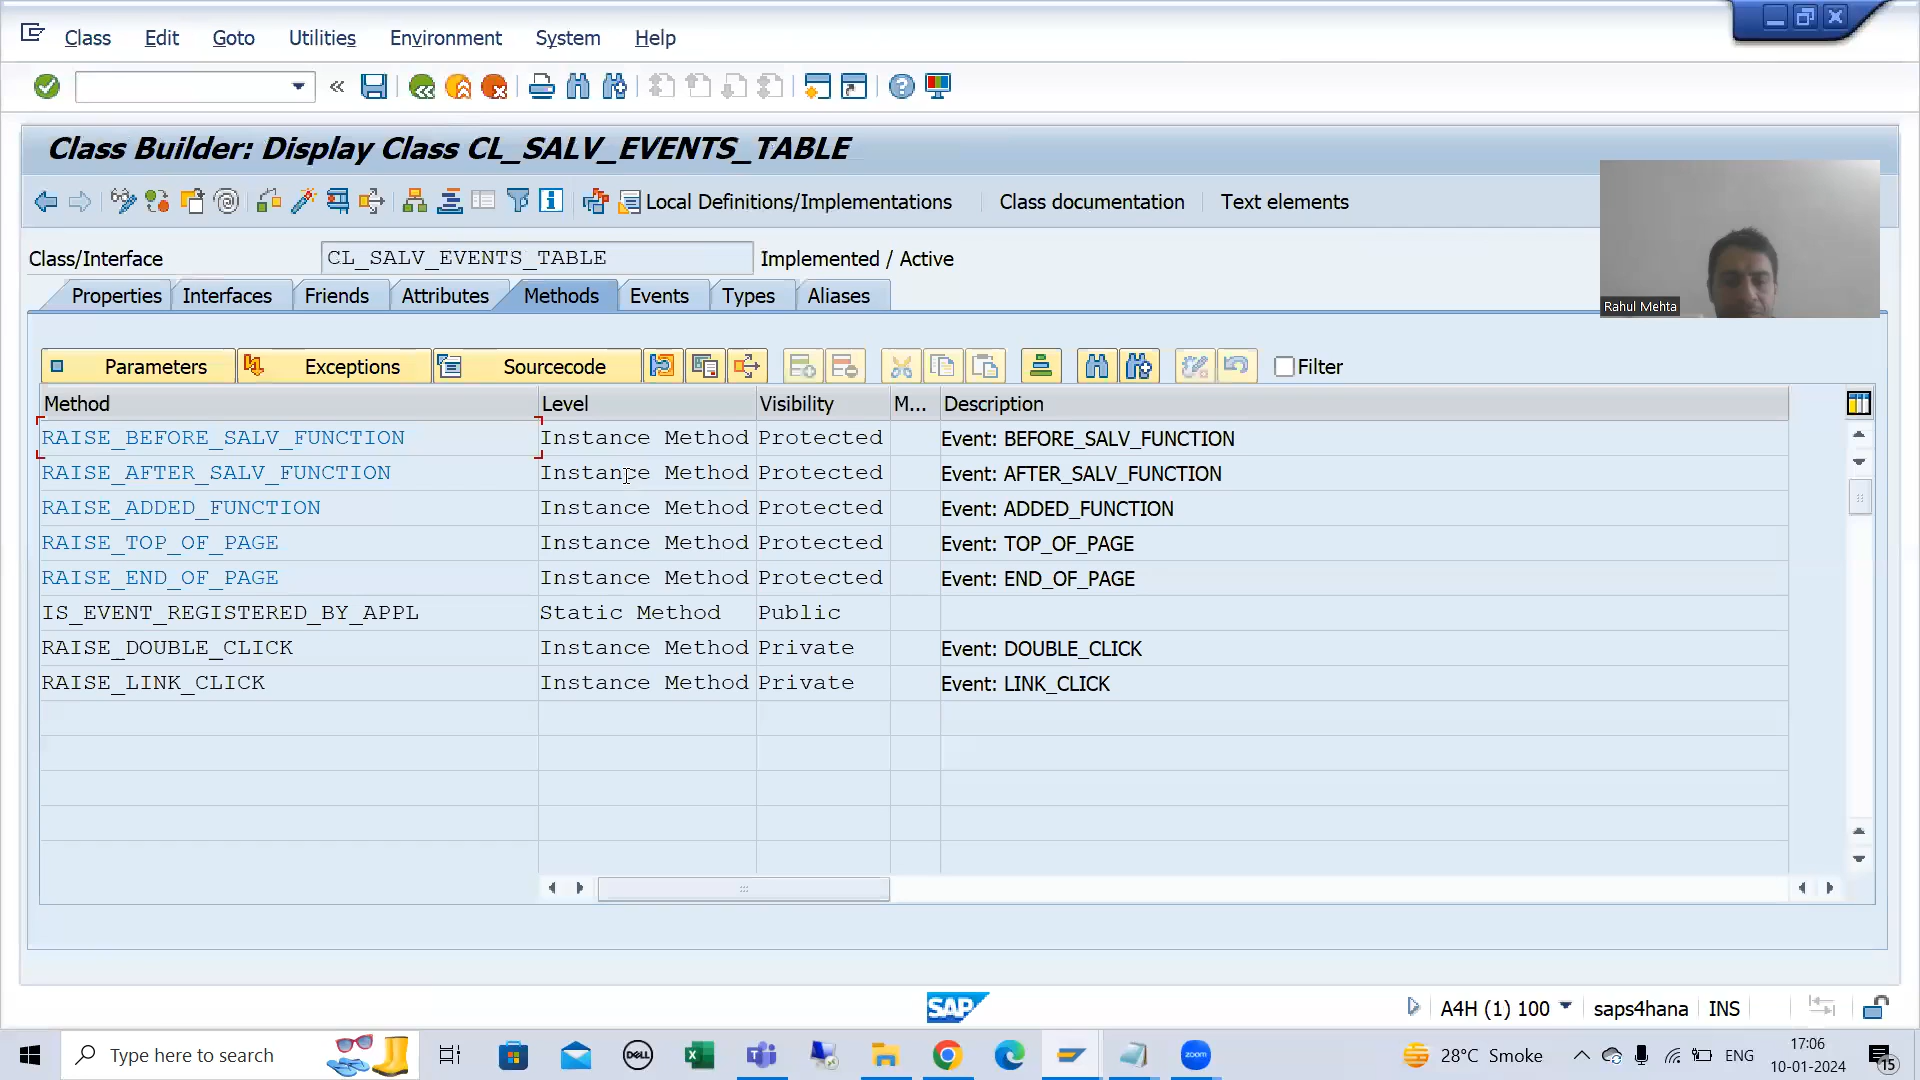 Class Edit Goto Utilities Environment System Help
Class Builder: Display Class CL_SALV_EVENTS_TABLE
Local Definitions/Implementations Class documentation Text elements
Class/Interface CL_SALV_EVENTS_TABLE Implemented / Active
Properties Interfaces Friends Attributes Methods Events Types Aliases
Rahul Mehta
Parameters Exceptions Sourcecode Filter
Method Level Visibility M... Description
RAISE_BEFORE_SALV_FUNCTION Instance Method Protected Event: BEFORE_SALV_FUNCTION
RAISE_AFTER_SALV_FUNCTION Instance Method Protected Event: AFTER_SALV_FUNCTION
RAISE_ADDED_FUNCTION Instance Method Protected Event: ADDED_FUNCTION
RAISE_TOP_OF_PAGE Instance Method Protected Event: TOP_OF_PAGE
RAISE_END_OF_PAGE Instance Method Protected Event: END_OF_PAGE
IS_EVENT_REGISTERED_BY_APPL Static Method Public
RAISE_DOUBLE_CLICK Instance Method Private Event: DOUBLE_CLICK
RAISE_LINK_CLICK Instance Method Private Event: LINK_CLICK
SAP A4H (1) 100 saps4hana INS
Type here to search DELL zoom 28°C Smoke ENG 17:06
10-01-2024 15